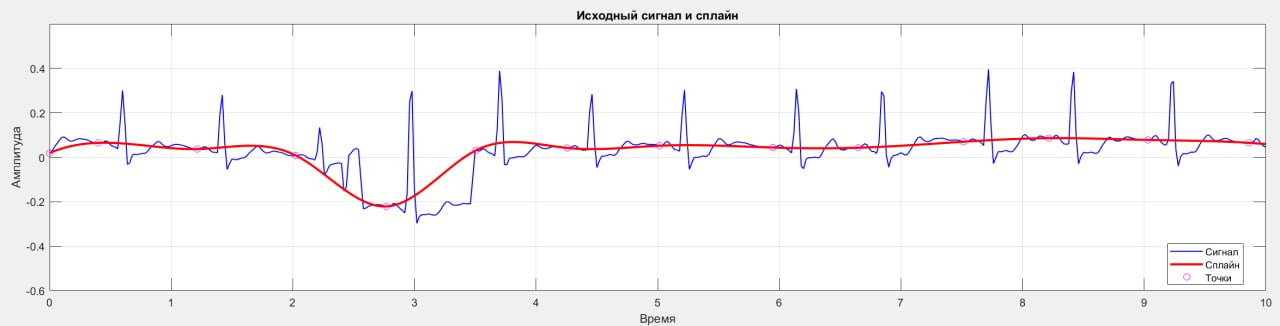 Исходный сигнал и сплайн
Амплитуда
0.4
0.2
0
-0.2
-0.4
-0.6
Сигнал
Сплайн
Точки
0 1 2 3 4 5 6 7 8 9 10
Время